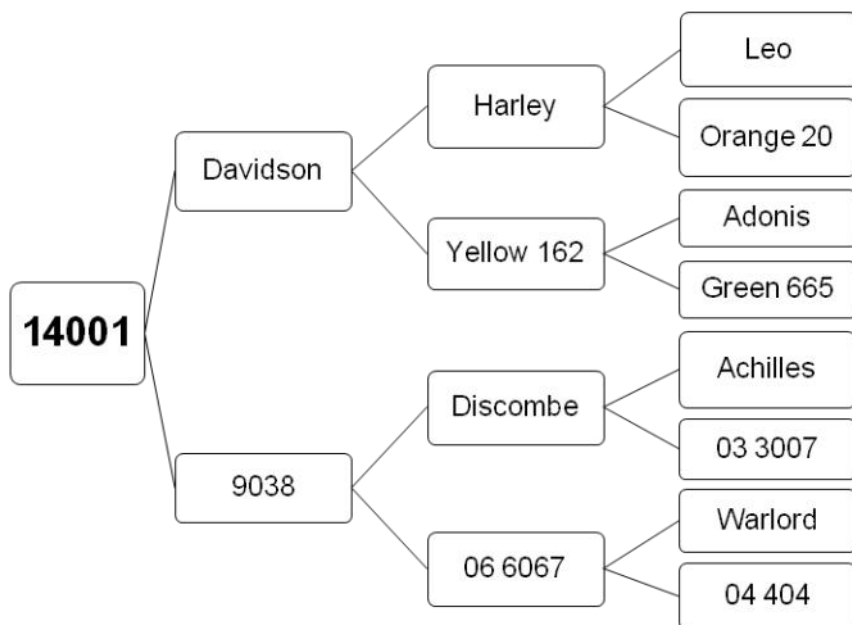 Leo
Harley
Orange 20
Davidson
Adonis
Yellow 162
Green 665
14001
Achilles
Discombe
03 3007
9038
Warlord
06 6067
04 404